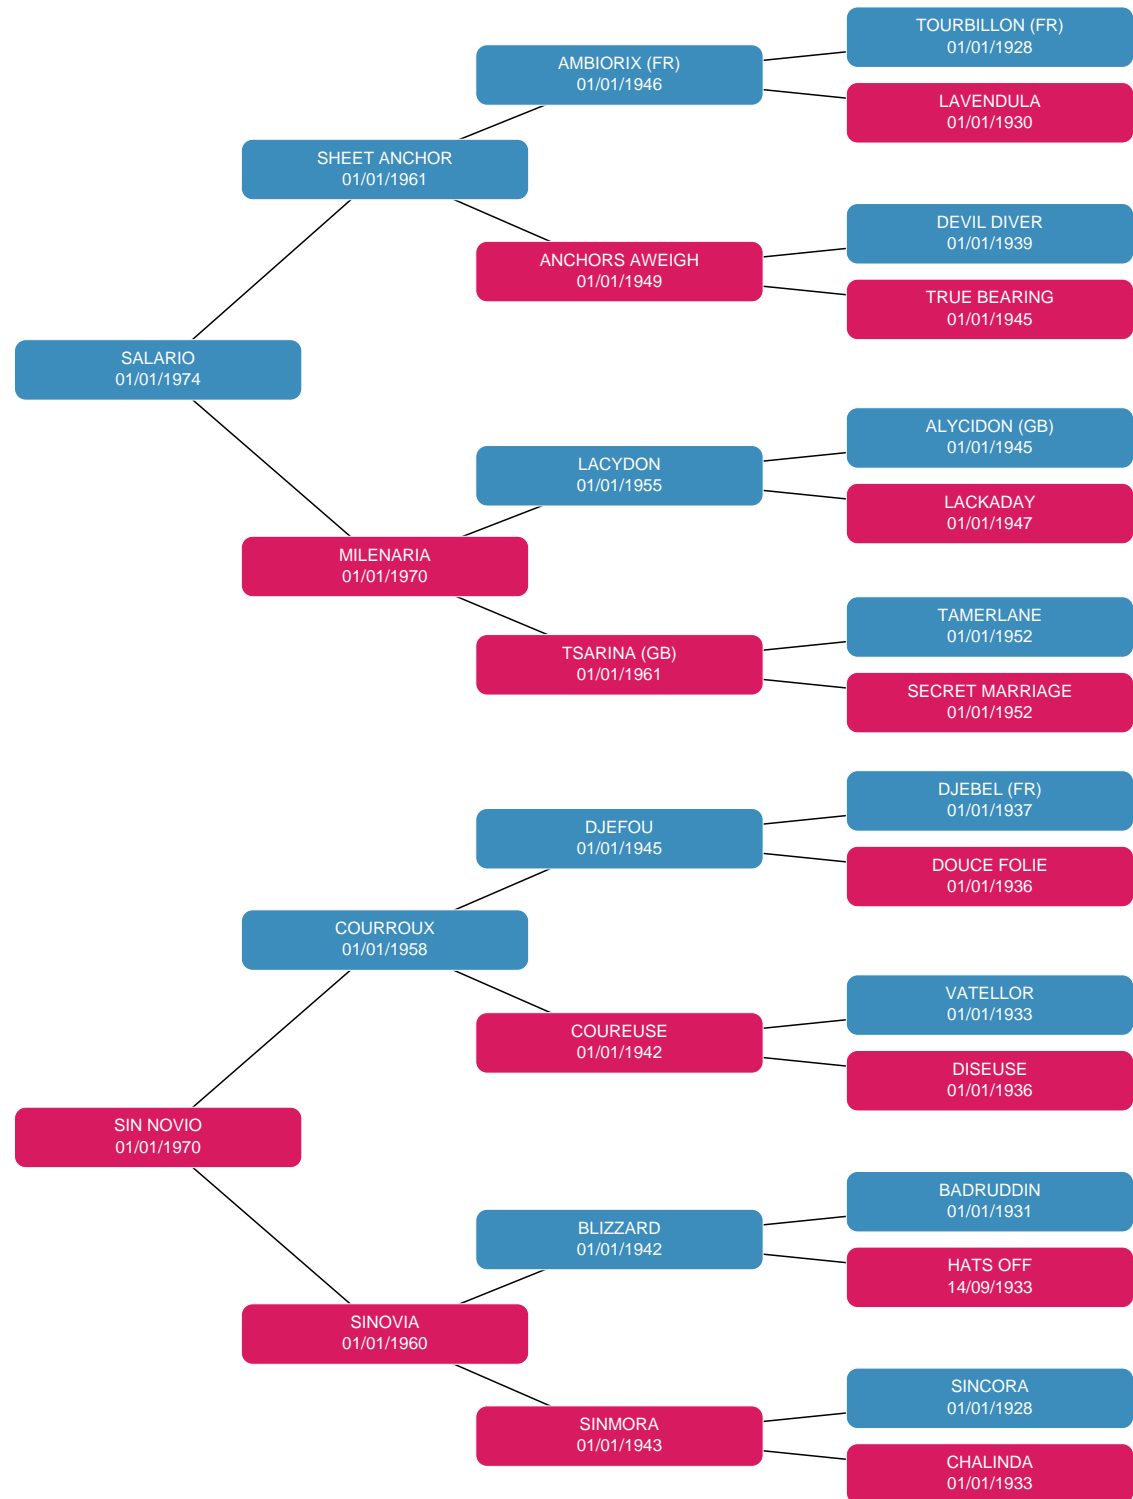 TOURBILLON (FR)
01/01/1928
AMBIORIX (FR)
01/01/1946
LAVENDULA
01/01/1930
SHEET ANCHOR
01/01/1961
DEVIL DIVER
01/01/1939
ANCHORS AWEIGH
01/01/1949
TRUE BEARING
01/01/1945
SALARIO
01/01/1974
ALYCIDON (GB)
01/01/1945
LACYDON
01/01/1955
LACKADAY
01/01/1947
MILENARIA
01/01/1970
TAMERLANE
01/01/1952
TSARINA (GB)
01/01/1961
SECRET MARRIAGE
01/01/1952
DJEBEL (FR)
01/01/1937
DJEFOU
01/01/1945
DOUCE FOLIE
01/01/1936
COURROUX
01/01/1958
VATELLOR
01/01/1933
COUREUSE
01/01/1942
DISEUSE
01/01/1936
SIN NOVIO
01/01/1970
BADRUDDIN
01/01/1931
BLIZZARD
01/01/1942
HATS OFF
14/09/1933
SINOVIA
01/01/1960
SINCORA
01/01/1928
SINMORA
01/01/1943
CHALINDA
01/01/1933